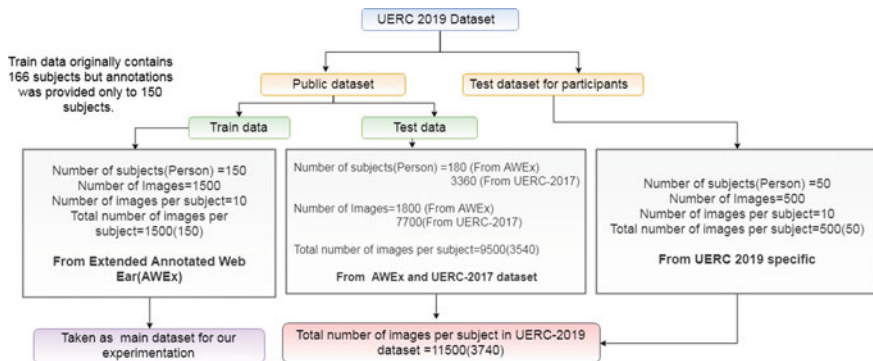 UERC 2019 Dataset
Train data originally contains
166 subjects but annotations
was provided only to 150
subjects.
Public dataset
Test dataset for participants
Train data
Test data
Number of subjects(Person) =150
Number of Images=1500
Number of images per subject=10
Total number of images per
subject=1500(150)
From Extended Annotated Web
Ear(AWEx)
Number of subjects(Person) =180 (From AWEx)
3360 (From UERC-2017)
Number of Images=1800 (From AWEx)
7700(From UERC-2017)
Total number of images per subject=9500(3540)
From AWEx and UERC-2017 dataset
Number of subjects(Person) =50
Number of Images=500
Number of images per subject=10
Total number of images per subject=500(50)
From UERC 2019 specific
Taken as main dataset for our
experimentation
Total number of images per subject in UERC-2019
dataset =11500(3740)